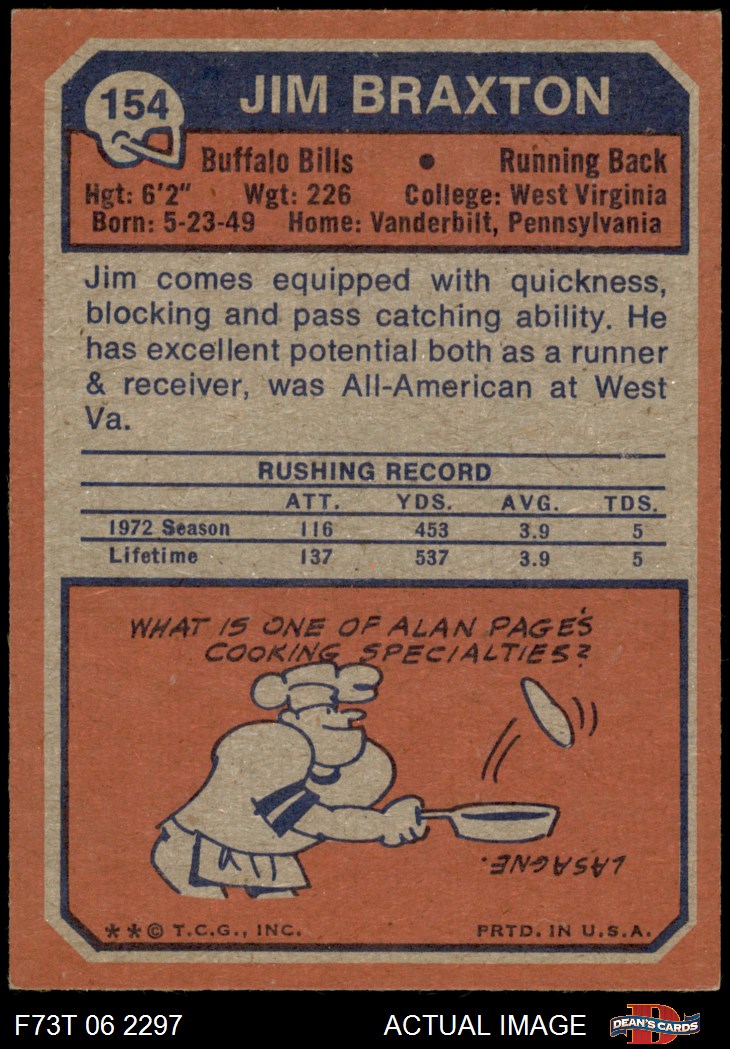 154
JIM BRAXTON
Buffalo Bills • Running Back
Hgt: 6'2" Wgt: 226 College: West Virginia
Born: 5-23-49 Home: Vanderbilt, Pennsylvania
Jim comes equipped with quickness,
blocking and pass catching ability. He
has excellent potential both as a runner
& receiver, was All-American at West
Va.
RUSHING RECORD
ATT. YDS. AVG. TDS.
1972 Season 116 453 3.9 5
Lifetime 137 537 3.9 5
WHAT IS ONE OF ALAN PAGE'S
COOKING SPECIALTIES?
LASAGNE.
**© T.C.G., INC. PRTD. IN U.S.A.
F73T 06 2297 ACTUAL IMAGE
D
DEAN'S CARDS